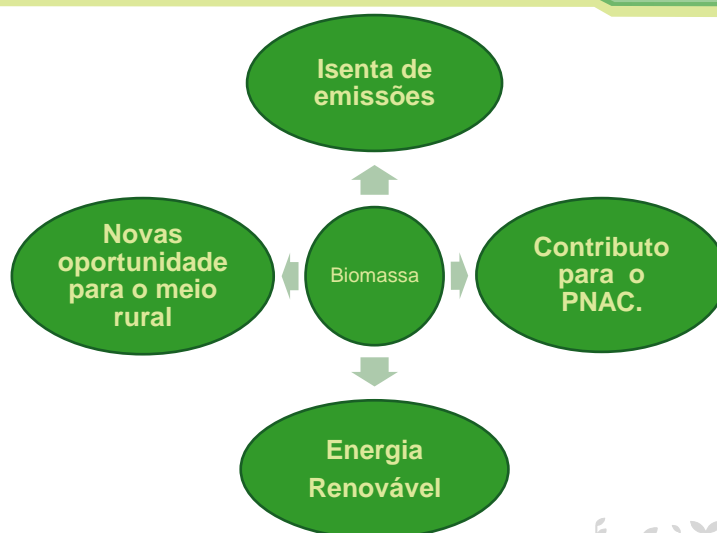 Isenta de
emissões
Novas
oportunidade
para o meio
rural
Biomassa
Contributo
para o
PNAC.
Energia
Renovável